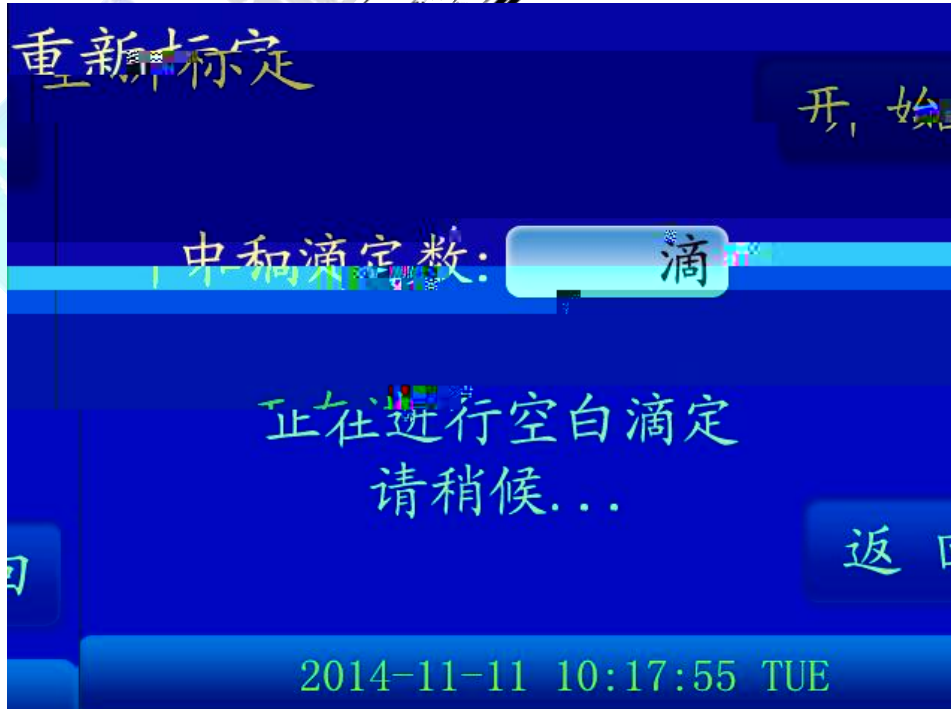 重新标定
开 始
中和滴定数: 滴
正在进行空白滴定
请稍候...
返 回
2014-11-11 10:17:55 TUE